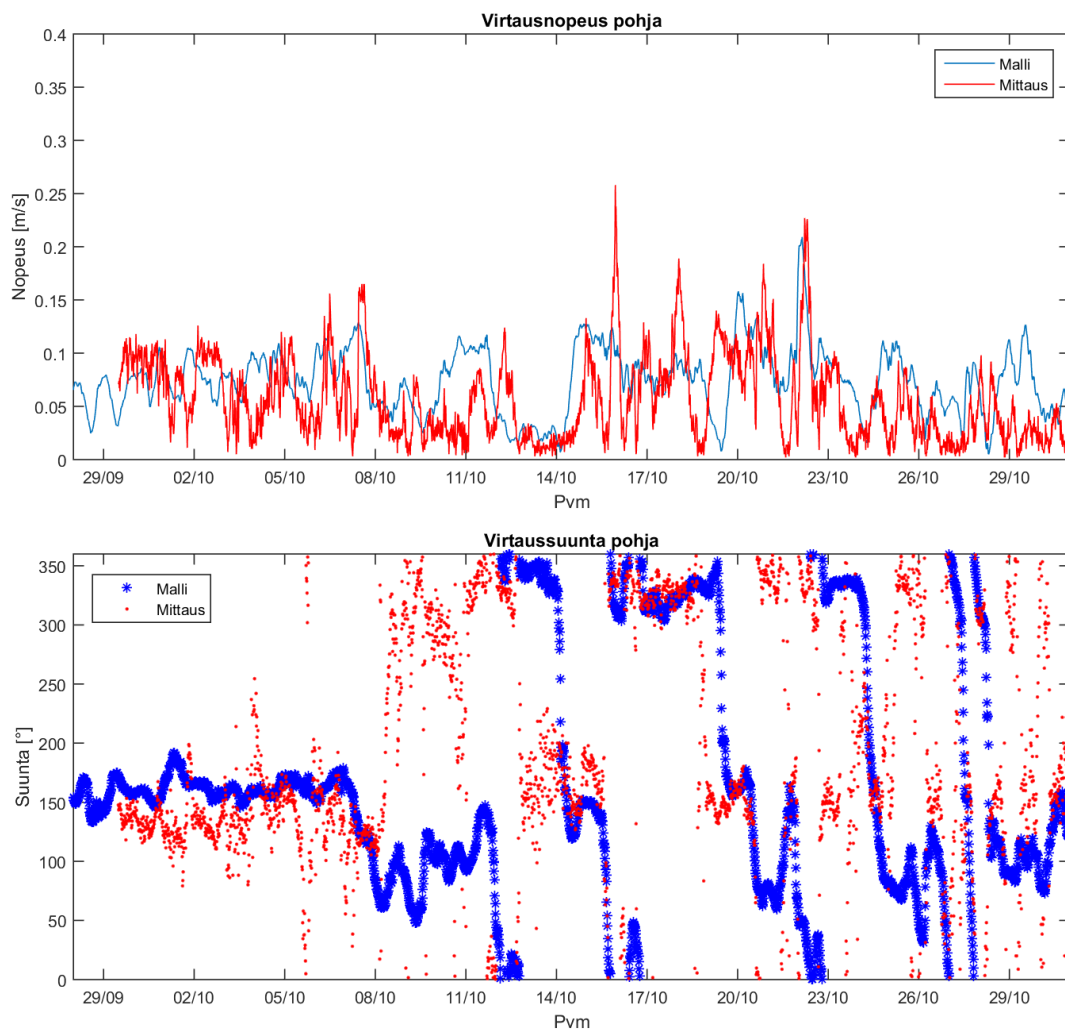 Virtausnopeus pohja
0.4
0.35
0.3
0.25
0.2
0.15
0.1
0.05
0
Nopeus [m/s]
Malli
Mittaus
29/09 02/10 05/10 08/10 11/10 14/10 17/10 20/10 23/10 26/10 29/10
Pvm
Virtaussuunta pohja
350
300
250
200
150
100
50
0
Suunta [°]
Malli
Mittaus
29/09 02/10 05/10 08/10 11/10 14/10 17/10 20/10 23/10 26/10 29/10
Pvm